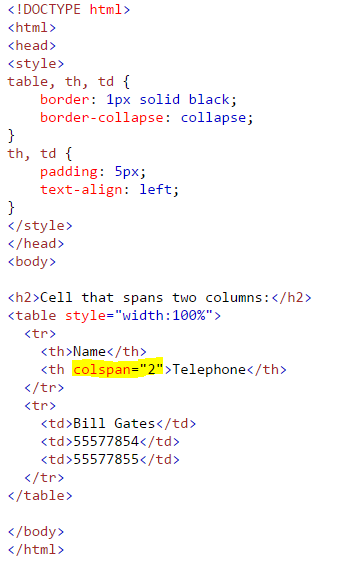 <!DOCTYPE html>
<html>
<head>
<style>
table, th, td {
    border: 1px solid black;
    border-collapse: collapse;
}
th, td {
    padding: 5px;
    text-align: left;
}
</style>
</head>
<body>

<h2>Cell that spans two columns:</h2>
<table style="width:100%">
  <tr>
    <th>Name</th>
    <th colspan="2">Telephone</th>
  </tr>
  <tr>
    <td>Bill Gates</td>
    <td>55577854</td>
    <td>55577855</td>
  </tr>
</table>

</body>
</html>